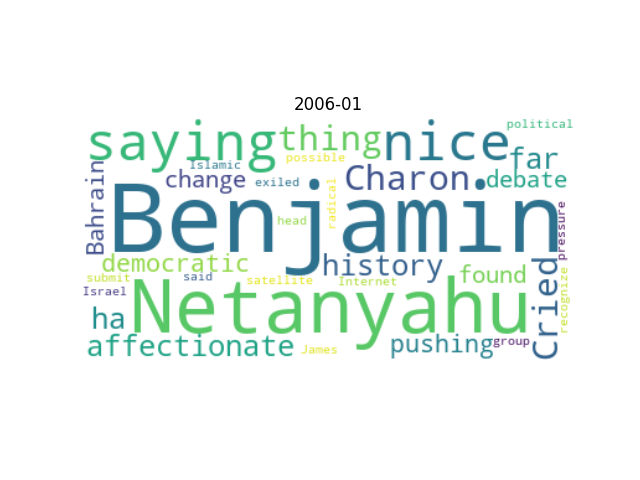 2006-01
political
saying thing nice
possible far
Islamic
Bahrain change exiled Charon. debate
radical
Benjamin
head
pressure
democratic history
submit said satellite Internet found
Israel
Cried recognize
ha Netanyahu
affectionate James pushing group